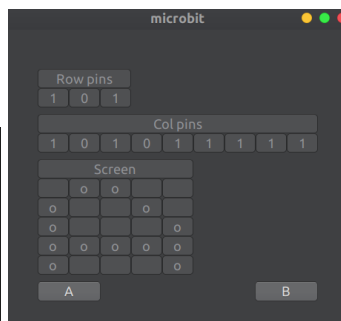 microbit
Row pins
1 0 1
Col pins
1 0 1 0 1 1 1 1 1
Screen
o o
o o
o o
o o o o o
o o
A B